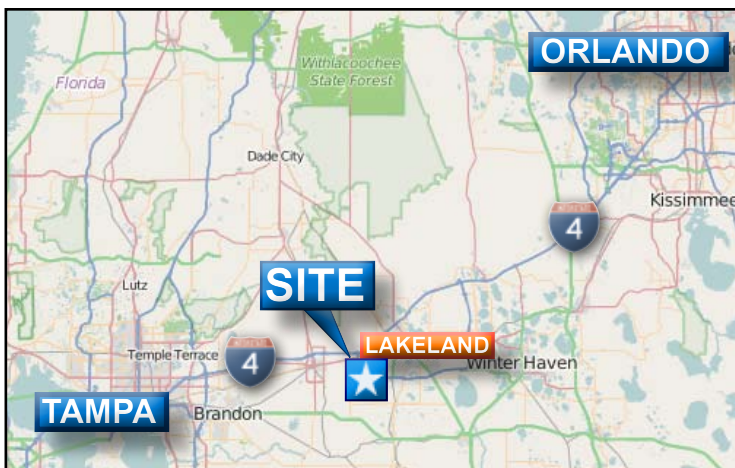 ORLANDO
Withlacoochee
State Forest
Florida
Dade City
Kissimmee
4
SITE
Lutz
LAKELAND
Temple Terrace
4
Winter Haven
TAMPA
Brandon